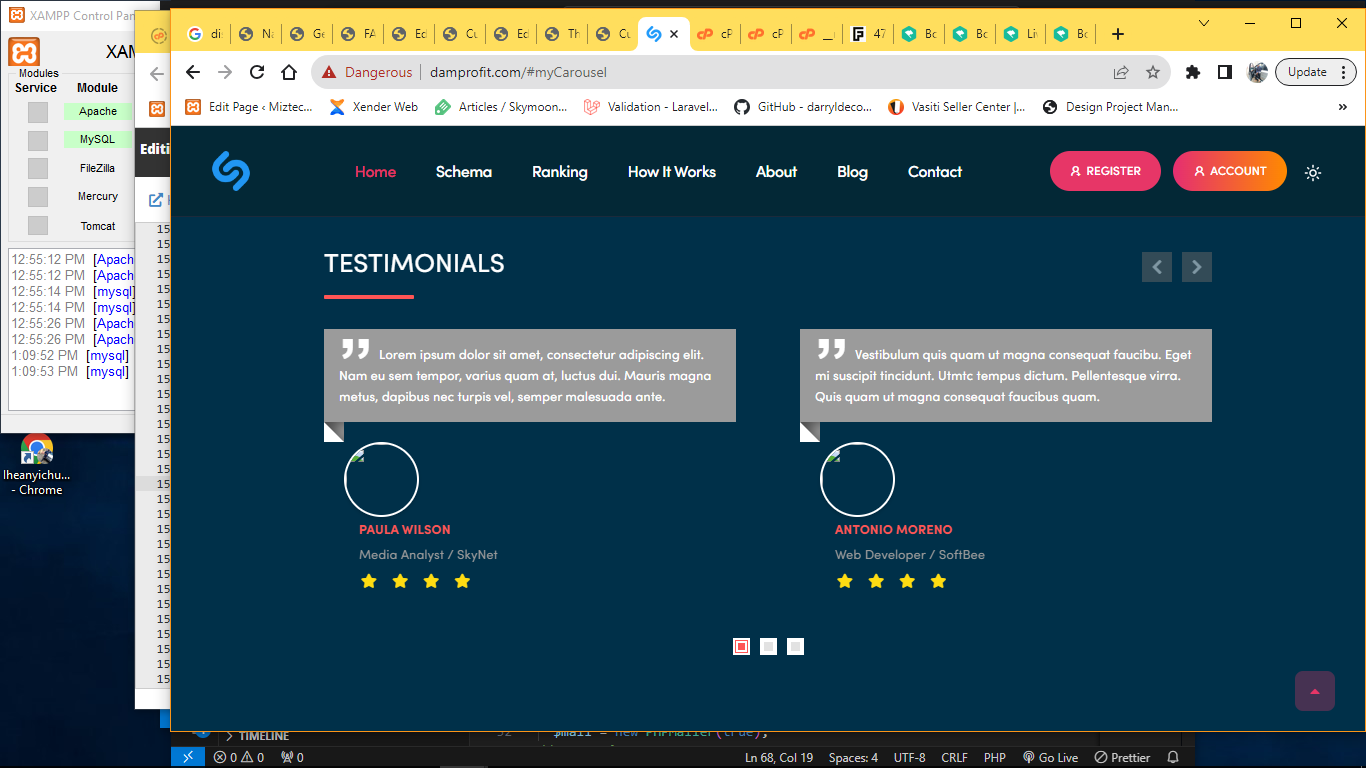 XAMPP Control Pan
XAM
Modules
Service Module
Apache
MySQL
FileZilla
Mercury
Tomcat
12:55:12 PM [Apach
12:55:12 PM [Apach
12:55:14 PM [mysql]
12:55:14 PM [mysql]
12:55:26 PM [Apach
12:55:26 PM [Apach
1:09:52 PM [mysql]
1:09:53 PM [mysql]
Iheanyichu...
- Chrome
Editi
di: Na Ge FA Ed Cu Ed Th Cu cP cP 47 Bc Bc Liv Bc
Dangerous damprofit.com/#myCarousel Update
Edit Page ‹ Miztec... Xender Web Articles / Skymoon... Validation - Laravel... GitHub - darryldeco... Vasiti Seller Center |... Design Project Man... »
Home Schema Ranking How It Works About Blog Contact REGISTER ACCOUNT
TESTIMONIALS
Lorem ipsum dolor sit amet, consectetur adipiscing elit.
Nam eu sem tempor, varius quam at, luctus dui. Mauris magna
metus, dapibus nec turpis vel, semper malesuada ante.
PAULA WILSON
Media Analyst / SkyNet
Vestibulum quis quam ut magna consequat faucibu. Eget
mi suscipit tincidunt. Utmtc tempus dictum. Pellentesque virra.
Quis quam ut magna consequat faucibus quam.
ANTONIO MORENO
Web Developer / SoftBee
TIMELINE
$mail = new PHPMailer(true);
0 0 0 Ln 68, Col 19 Spaces: 4 UTF-8 CRLF PHP Go Live Prettier